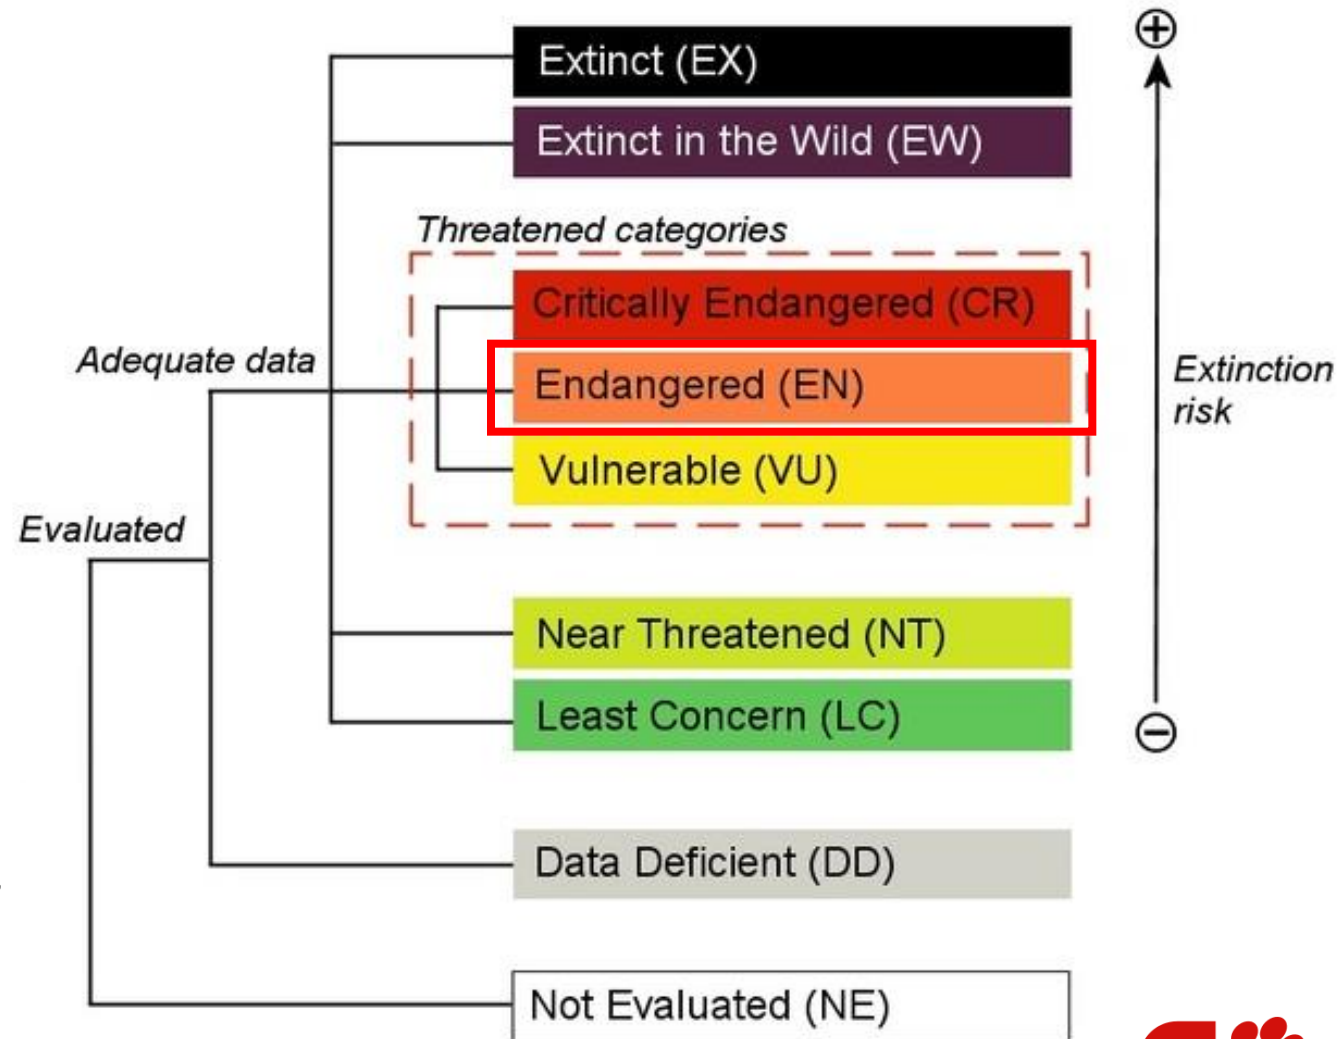 Extinct (EX)
Extinct in the Wild (EW)
Threatened categories
Critically Endangered (CR)
Adequate data
Endangered (EN)
Extinction
risk
Vulnerable (VU)
Evaluated
Near Threatened (NT)
Least Concern (LC)
Data Deficient (DD)
Not Evaluated (NE)